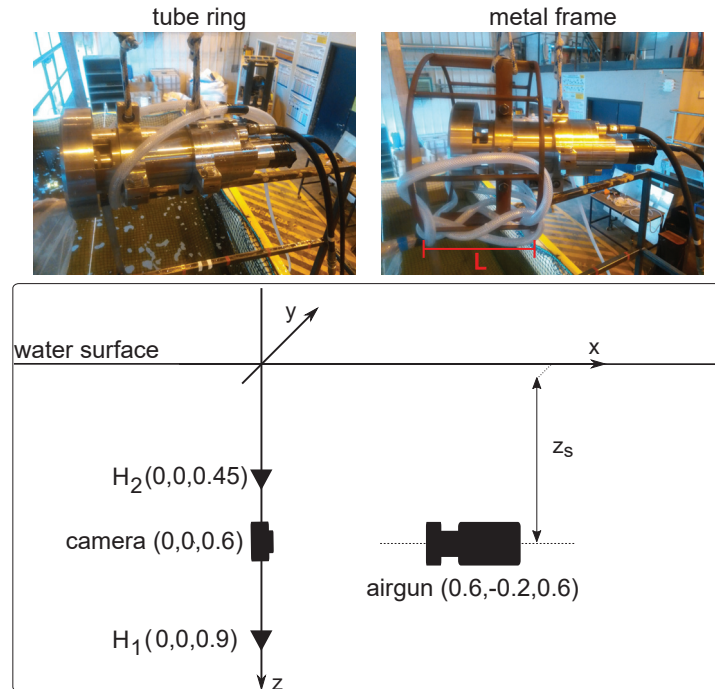 tube ring
metal frame
L
y
water surface
x
z_s
H_2(0,0,0.45)
camera (0,0,0.6)
airgun (0.6,-0.2,0.6)
H_1(0,0,0.9)
z